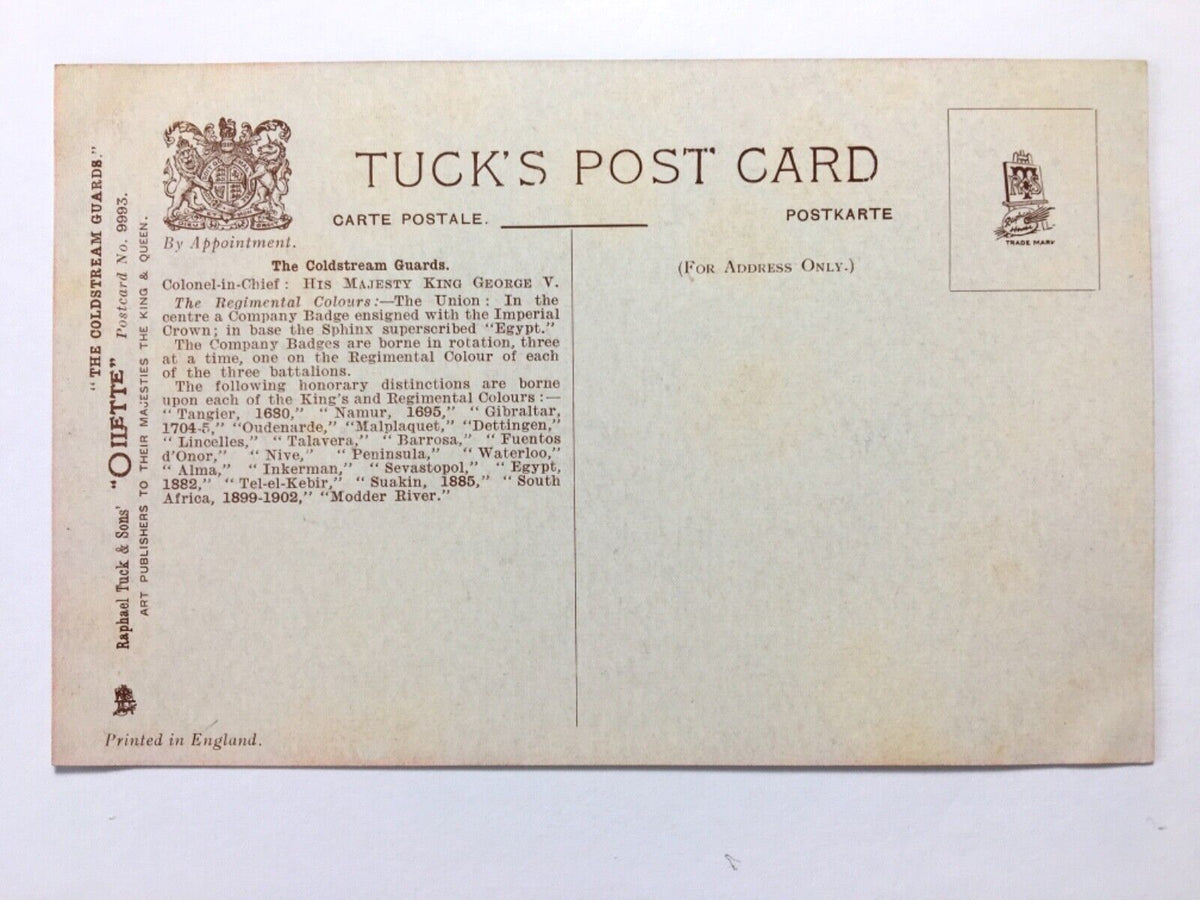 TUCK'S POST CARD
CARTE POSTALE.
POSTKARTE
By Appointment.
(For Address Only.)
TRADE MARK
The Coldstream Guards.
Colonel-in-Chief: His Majesty King George V.
The Regimental Colours:—The Union: In the
centre a Company Badge ensigned with the Imperial
Crown; in base the Sphinx superscribed "Egypt."
The Company Badges are borne in rotation, three
at a time, one on the Regimental Colour of each
of the three battalions.
The following honorary distinctions are borne
upon each of the King's and Regimental Colours:—
"Tangier, 1680," "Namur, 1695," "Gibraltar,
1704-5," "Oudenarde," "Malplaquet," "Dettingen,"
"Lincelles," "Talavera," "Barrosa," "Fuentos
d'Onor," "Nive," "Peninsula," "Waterloo,"
"Alma," "Inkerman," "Sevastopol," "Egypt,
1882," "Tel-el-Kebir," "Suakin, 1885," "South
Africa, 1899-1902," "Modder River."
"THE COLDSTREAM GUARDS."
Raphael Tuck & Sons' "OILETTE" Postcard No. 9993.
ART PUBLISHERS TO THEIR MAJESTIES THE KING & QUEEN.
Printed in England.